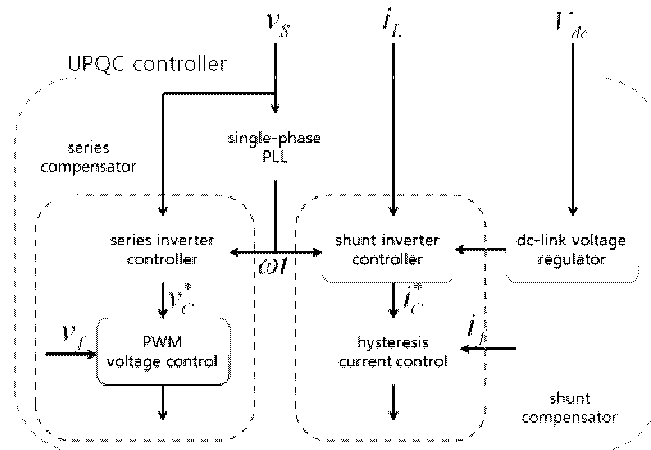 v_s
i_L
V_dc
UPQC controller
single-phase
PLL
series
compensator
series inverter
controller
ωt
shunt inverter
controller
dc-link voltage
regulator
v_C^*
i_C^*
v_f
PWM
voltage control
hysteresis
current control
i_f
shunt
compensator